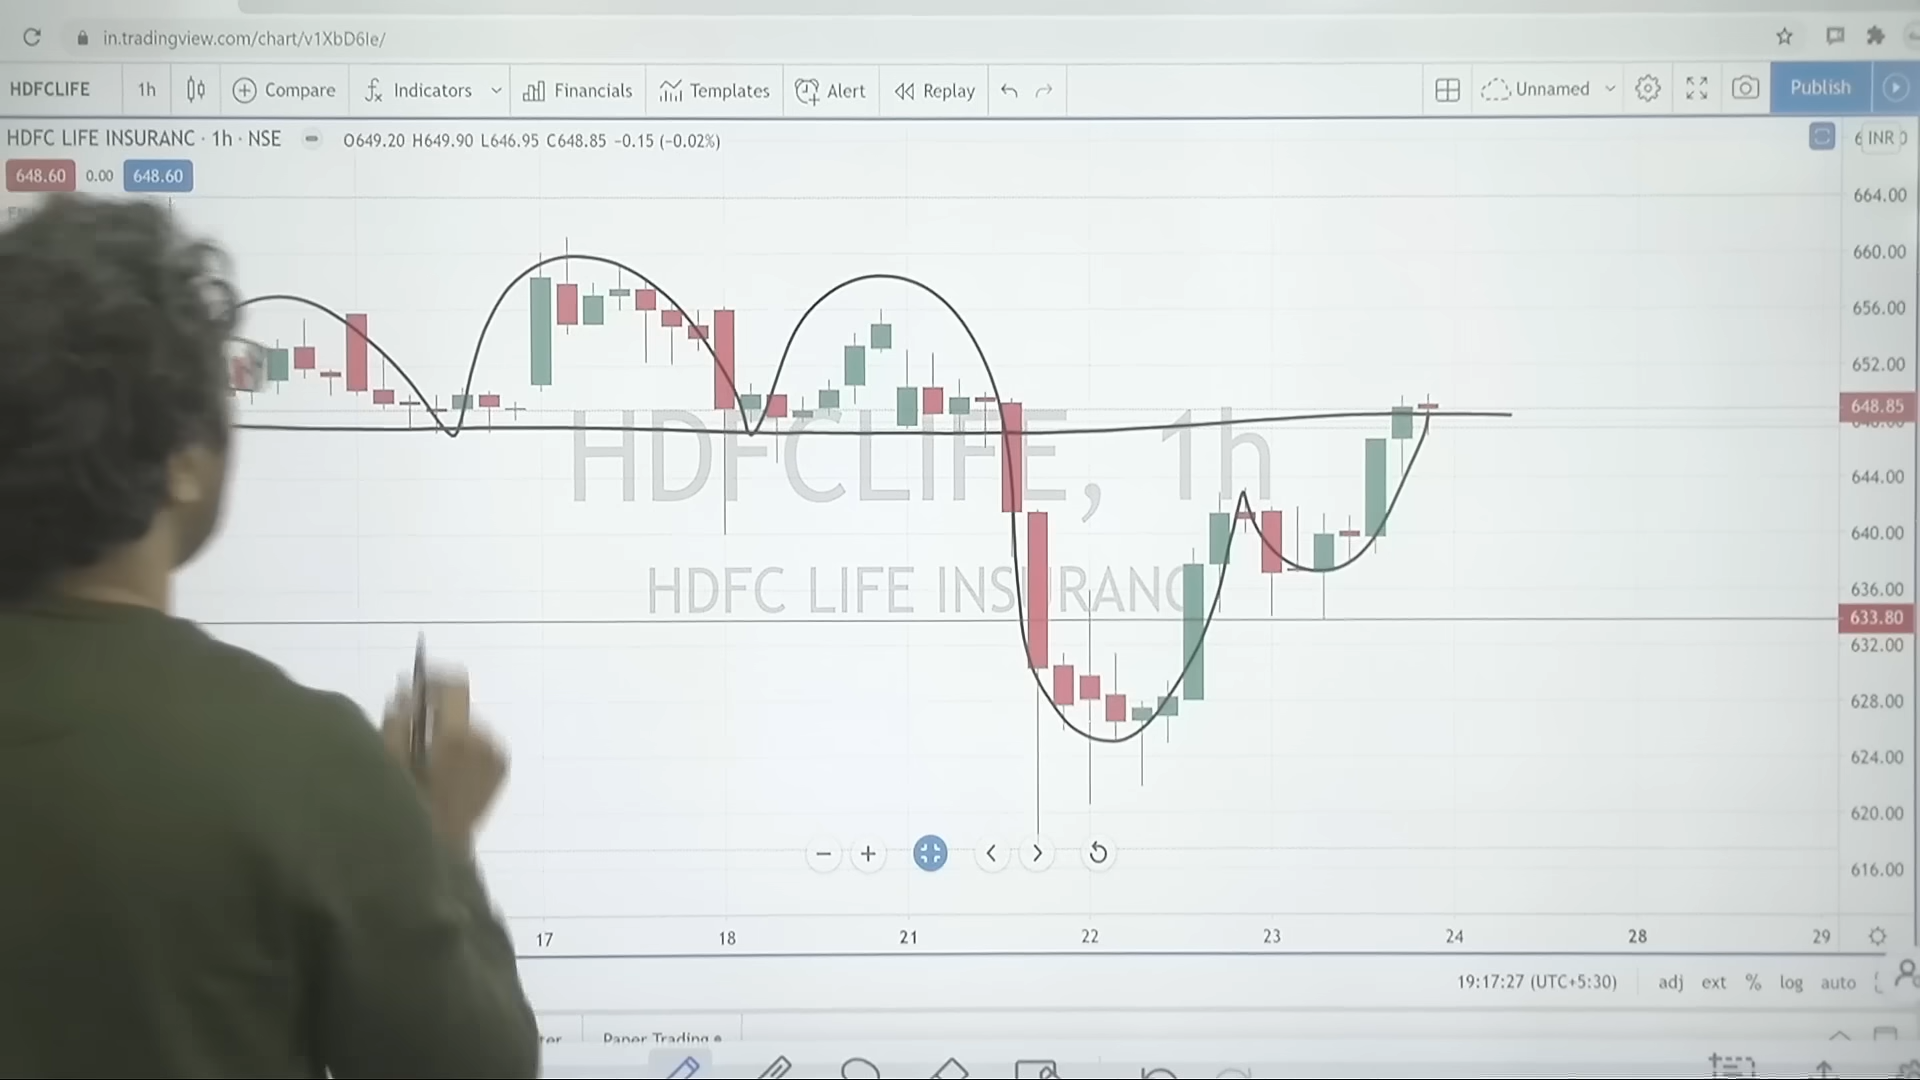 in.tradingview.com/chart/v1XbD6Ie/
HDFCLIFE 1h Compare Indicators Financials Templates Alert Replay Unnamed Publish
HDFC LIFE INSURANC · 1h · NSE O649.20 H649.90 L646.95 C648.85 −0.15 (−0.02%)
INR
648.60 0.00 648.60
664.00
660.00
656.00
652.00
648.85
HDFCLIFE, 1h
644.00
640.00
HDFC LIFE INSURANC
636.00
633.80
632.00
628.00
624.00
620.00
616.00
17 18 21 22 23 24 28 29
19:17:27 (UTC+5:30) adj ext % log auto
Paper Trading